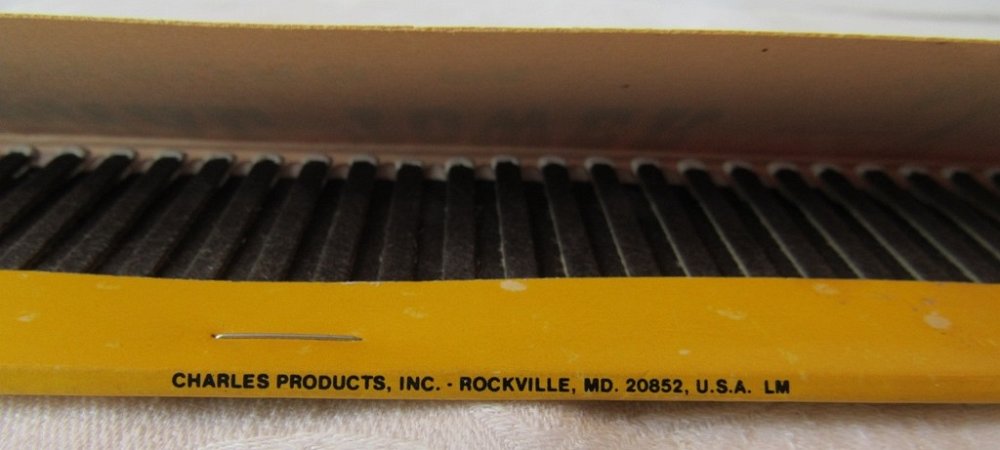 CHARLES PRODUCTS, INC. - ROCKVILLE, MD. 20852, U.S.A. LM